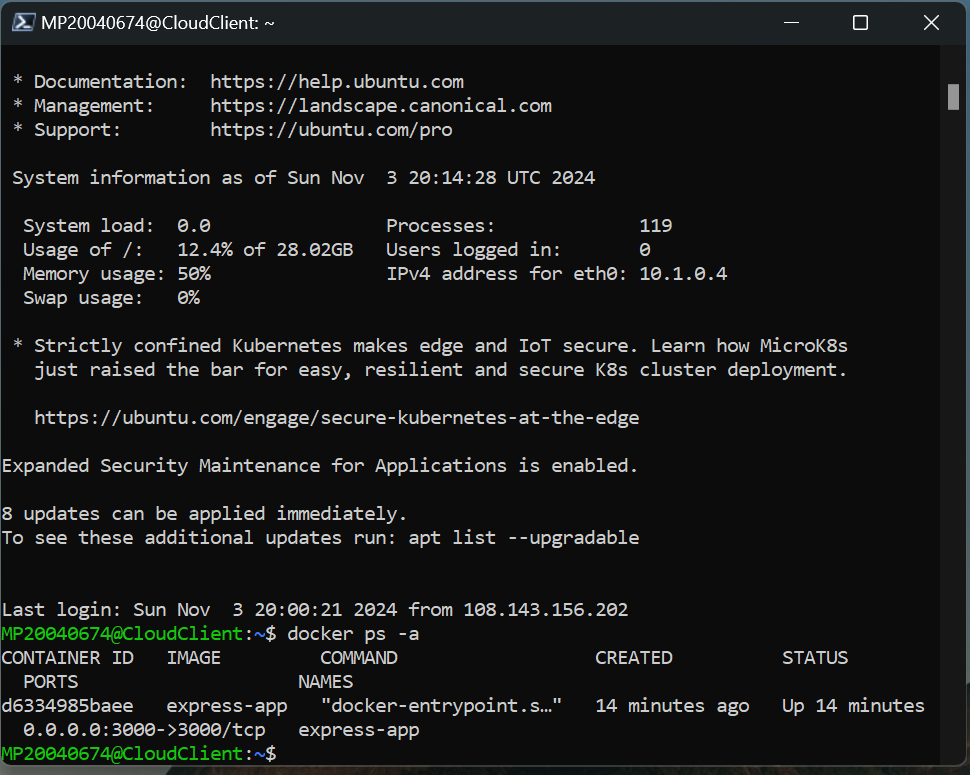 MP20040674@CloudClient: ~
* Documentation:  https://help.ubuntu.com
* Management:     https://landscape.canonical.com
* Support:        https://ubuntu.com/pro
System information as of Sun Nov  3 20:14:28 UTC 2024
System load:  0.0                Processes:             119
Usage of /:   12.4% of 28.02GB   Users logged in:       0
Memory usage: 50%                IPv4 address for eth0: 10.1.0.4
Swap usage:   0%
* Strictly confined Kubernetes makes edge and IoT secure. Learn how MicroK8s
just raised the bar for easy, resilient and secure K8s cluster deployment.
https://ubuntu.com/engage/secure-kubernetes-at-the-edge
Expanded Security Maintenance for Applications is enabled.
8 updates can be applied immediately.
To see these additional updates run: apt list --upgradable
Last login: Sun Nov  3 20:00:21 2024 from 108.143.156.202
MP20040674@CloudClient:~$ docker ps -a
CONTAINER ID   IMAGE         COMMAND                  CREATED          STATUS
PORTS                    NAMES
d6334985baee   express-app   "docker-entrypoint.s…"   14 minutes ago   Up 14 minutes
0.0.0.0:3000->3000/tcp   express-app
MP20040674@CloudClient:~$